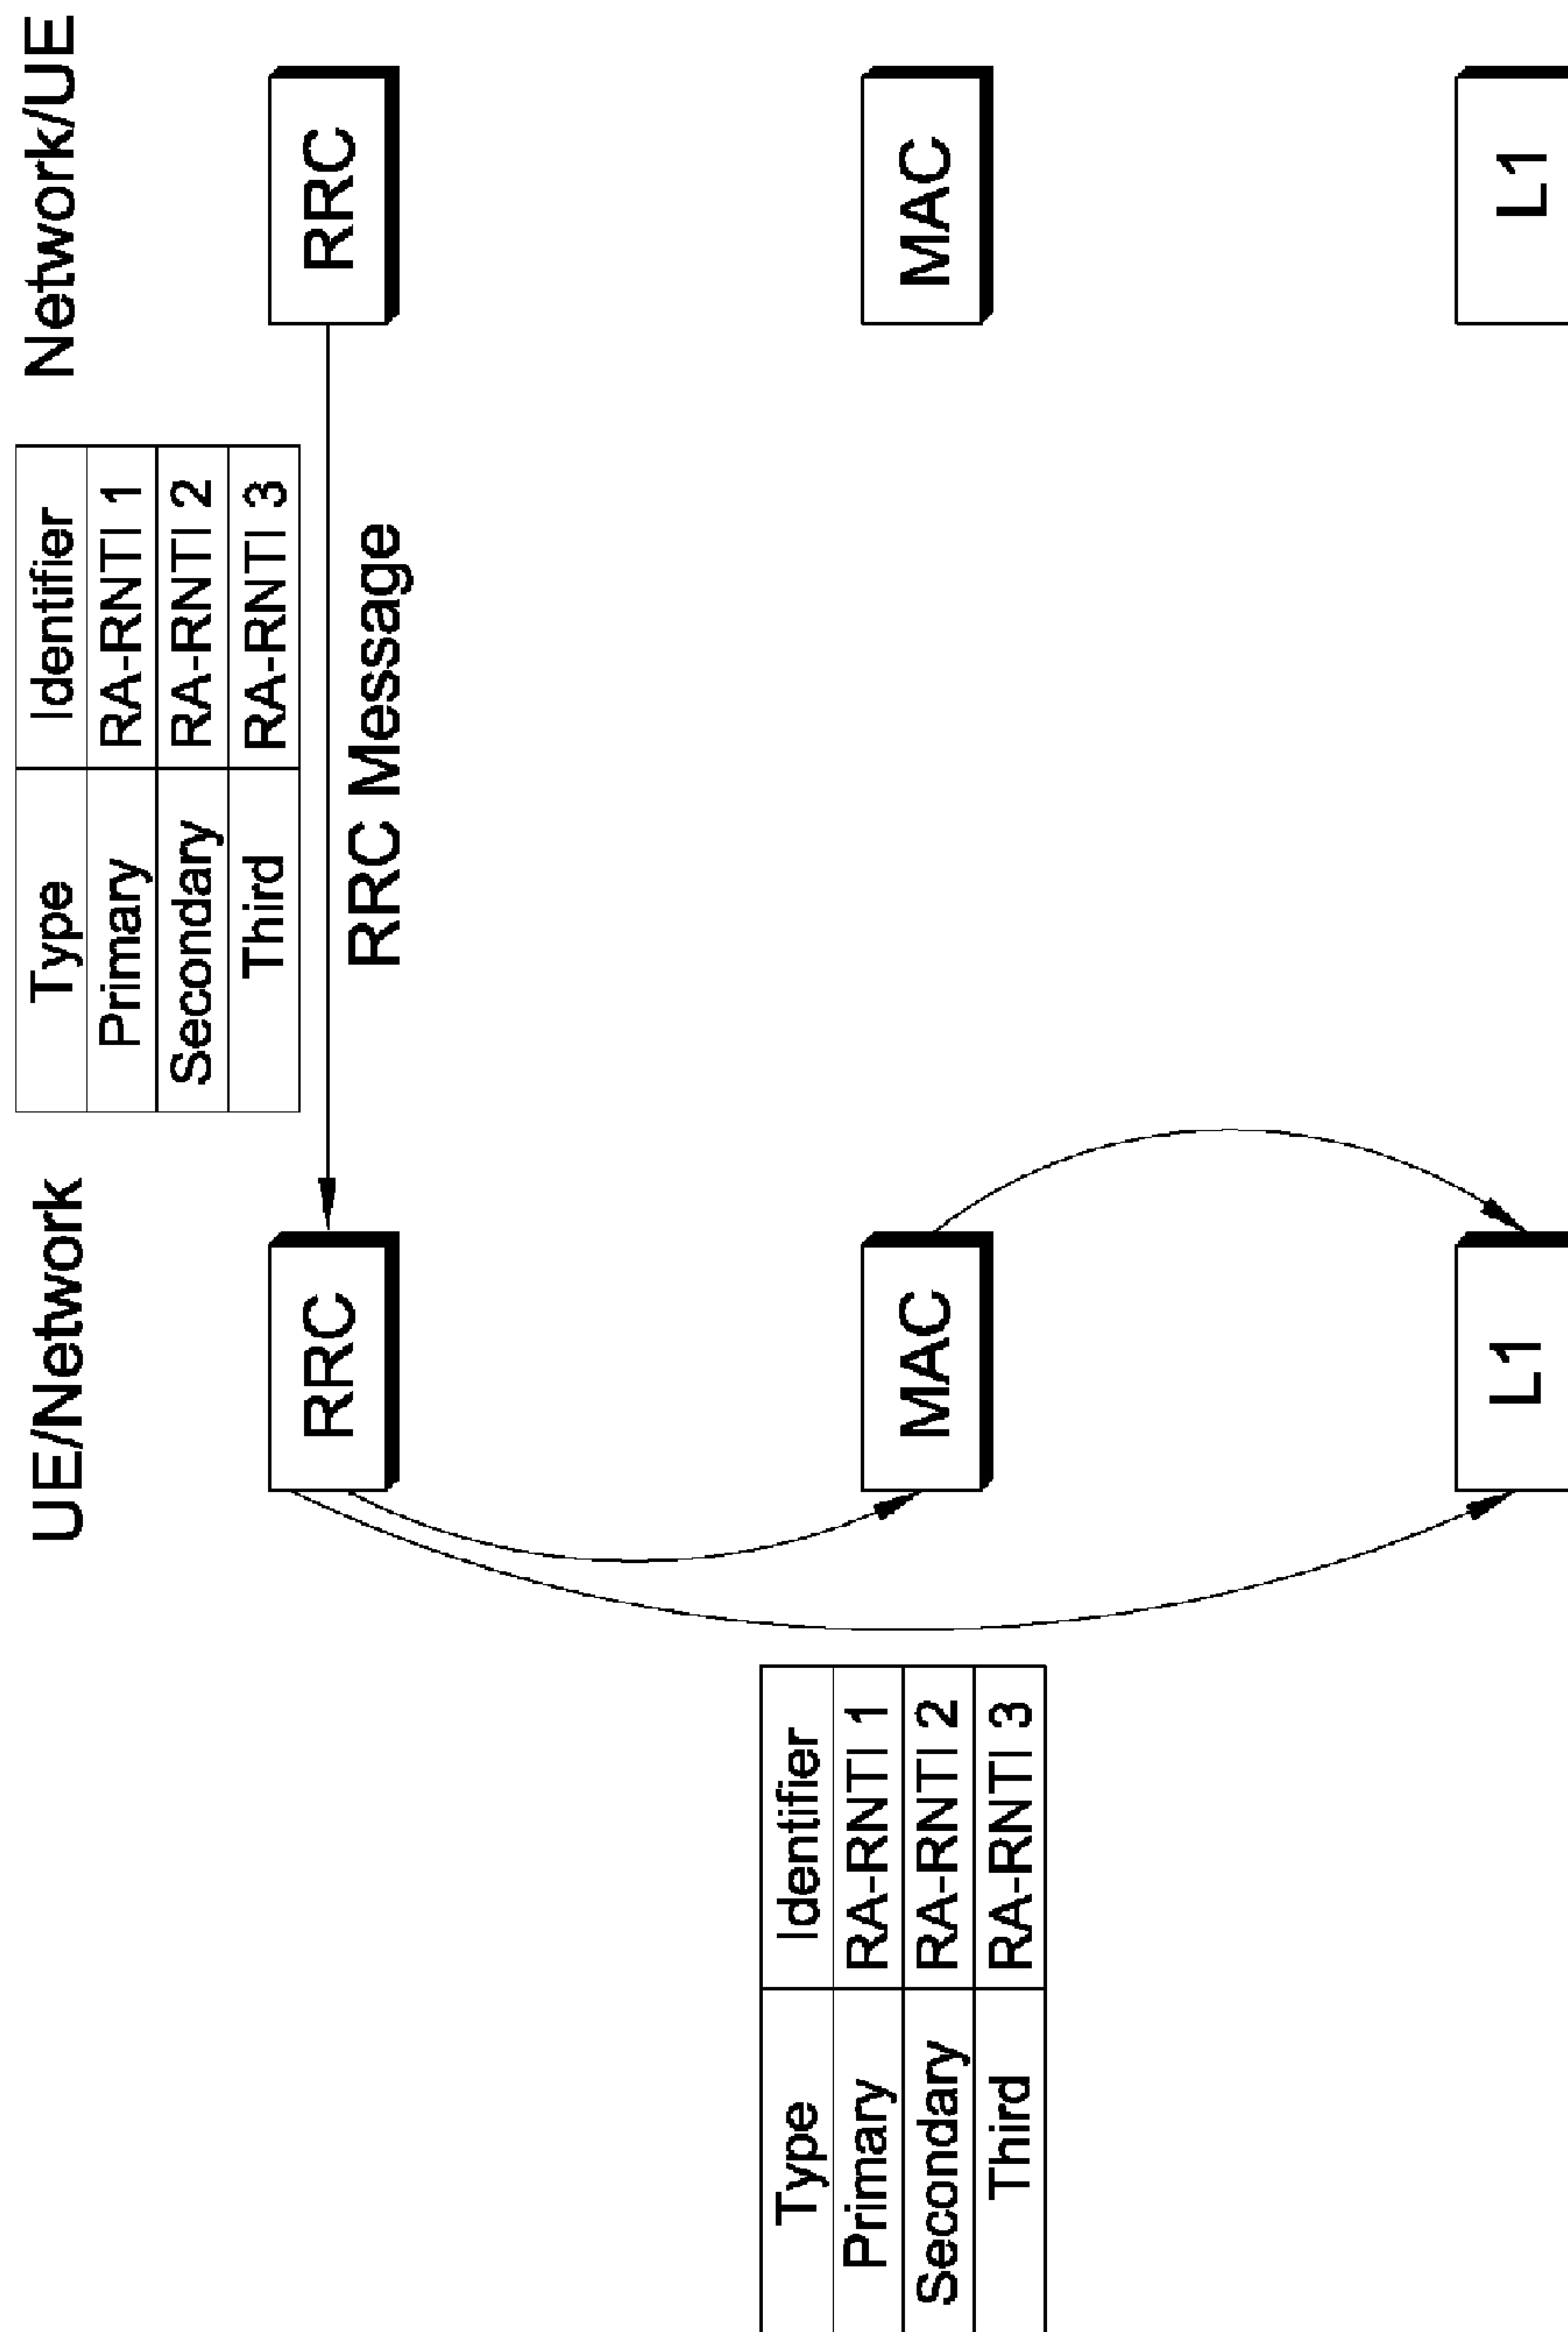 UE/Network
Network/UE
Type Identifier
Primary RA-RNTI 1
Secondary RA-RNTI 2
Third RA-RNTI 3
RRC
RRC
RRC Message
Type Identifier
Primary RA-RNTI 1
Secondary RA-RNTI 2
Third RA-RNTI 3
MAC
MAC
L1
L1